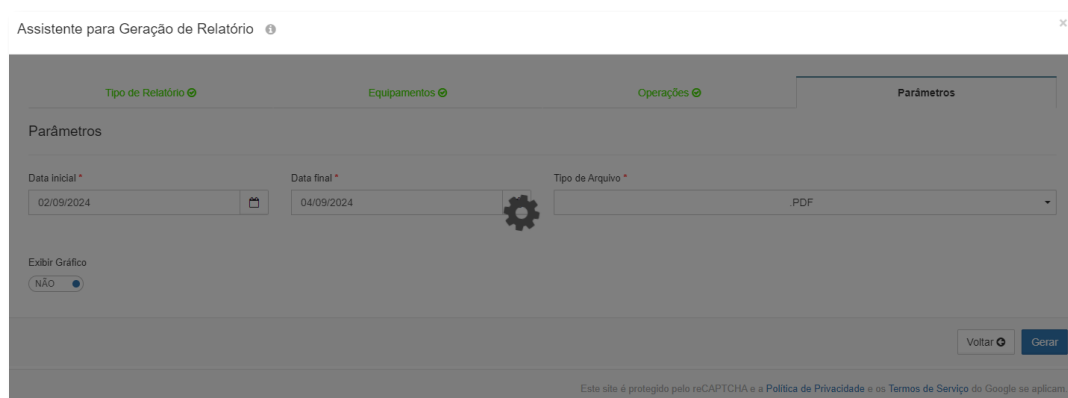 Assistente para Geração de Relatório
×
Tipo de Relatório Equipamentos Operações Parâmetros
Parâmetros
Data inicial * Data final * Tipo de Arquivo *
02/09/2024 04/09/2024 .PDF
Exibir Gráfico
NÃO
Voltar Gerar
Este site é protegido pelo reCAPTCHA e a Política de Privacidade e os Termos de Serviço do Google se aplicam.